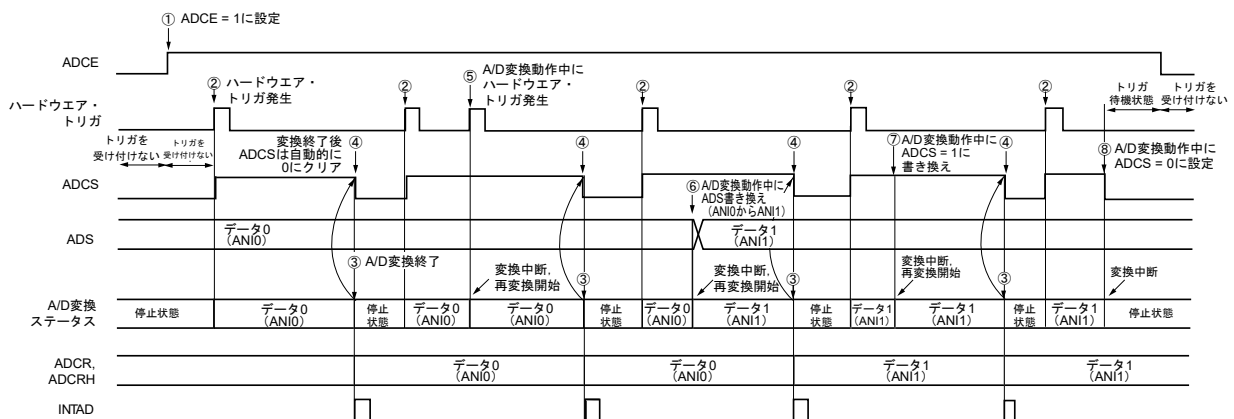 ① ADCE = 1に設定
ADCE
② ハードウエア・
トリガ発生
②
⑤ A/D変換動作中に
ハードウエア・
トリガ発生
②
②
②
トリガ
待機状態
トリガを
受け付けない
ハードウエア・
トリガ
トリガを
受け付けない
トリガを
受け付けない
変換終了後
ADCSは自動的に
0にクリア
④
④
④
⑦ A/D変換動作中に
ADCS = 1に
書き換え
④
⑧ A/D変換動作中に
ADCS = 0に設定
ADCS
⑥ A/D変換動作中に
ADS書き換え
(ANI0からANI1)
ADS
データ0
(ANI0)
データ1
(ANI1)
③ A/D変換終了
変換中断,
再変換開始
③
変換中断,
再変換開始
③
変換中断,
再変換開始
③
変換中断
A/D変換
ステータス
停止状態
データ0
(ANI0)
停止
状態
データ0
(ANI0)
データ0
(ANI0)
停止
状態
データ0
(ANI0)
データ1
(ANI1)
停止
状態
データ1
(ANI1)
データ1
(ANI1)
停止
状態
データ1
(ANI1)
停止状態
ADCR,
ADCRH
データ0
(ANI0)
データ0
(ANI0)
データ1
(ANI1)
データ1
(ANI1)
INTAD